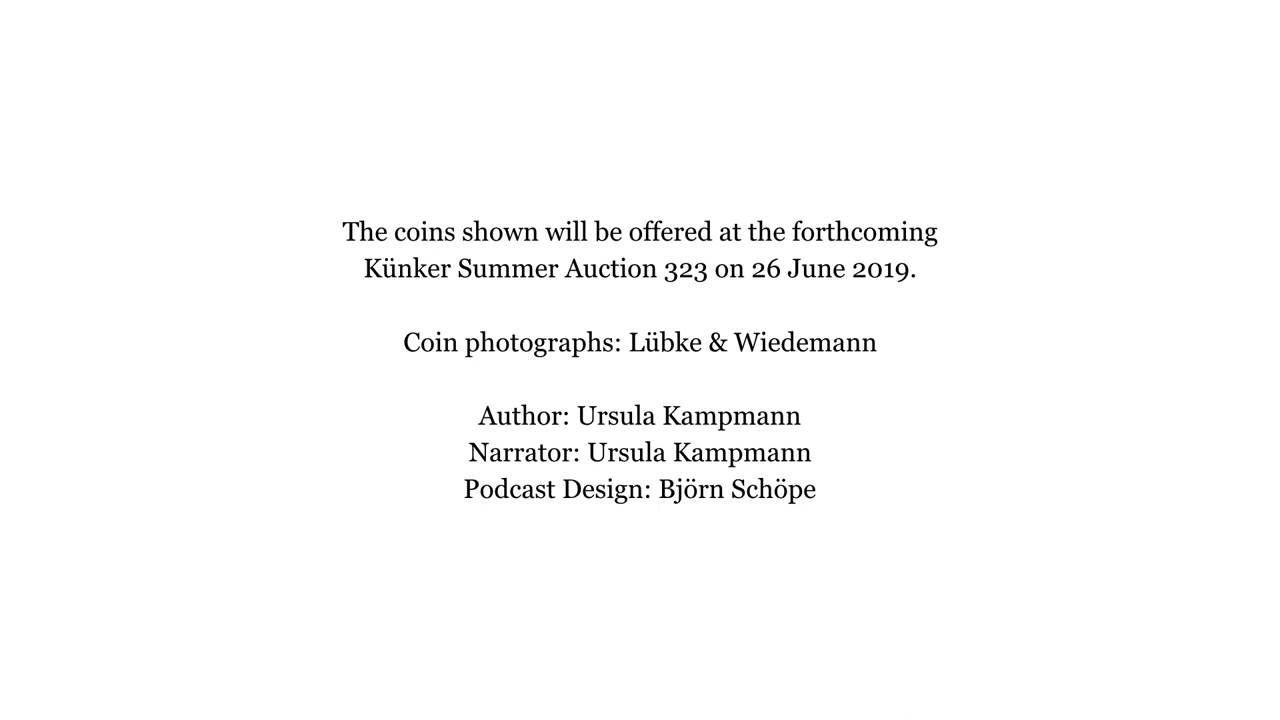 The coins shown will be offered at the forthcoming
Künker Summer Auction 323 on 26 June 2019.
Coin photographs: Lübke & Wiedemann
Author: Ursula Kampmann
Narrator: Ursula Kampmann
Podcast Design: Björn Schöpe